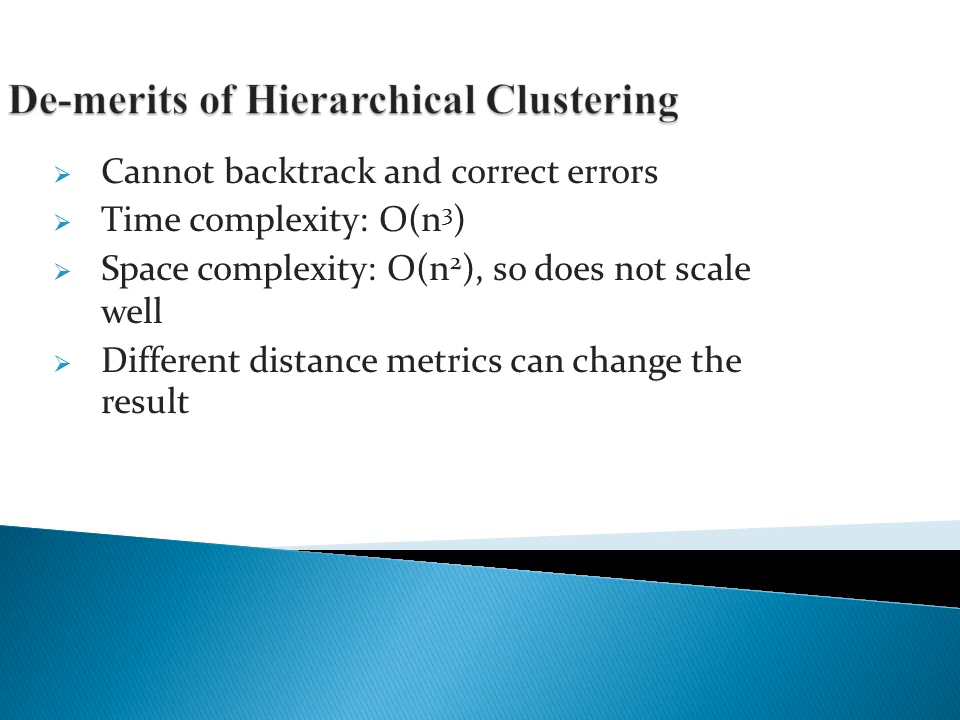 De-merits of Hierarchical Clustering
➢ Cannot backtrack and correct errors
➢ Time complexity: O(n³)
➢ Space complexity: O(n²), so does not scale
well
➢ Different distance metrics can change the
result